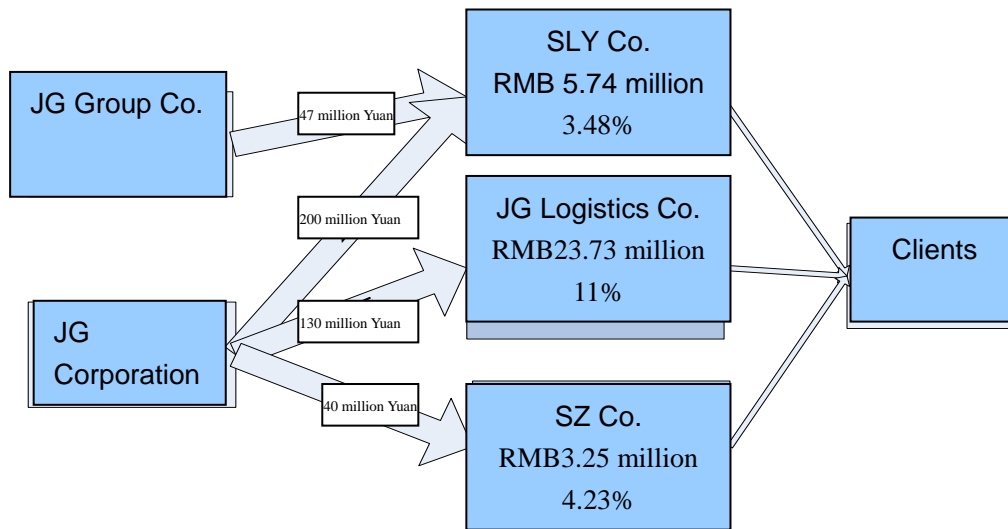 JG Group Co.
47 million Yuan
SLY Co.
RMB 5.74 million
3.48%
200 million Yuan
JG Logistics Co.
RMB23.73 million
11%
Clients
JG
Corporation
130 million Yuan
40 million Yuan
SZ Co.
RMB3.25 million
4.23%